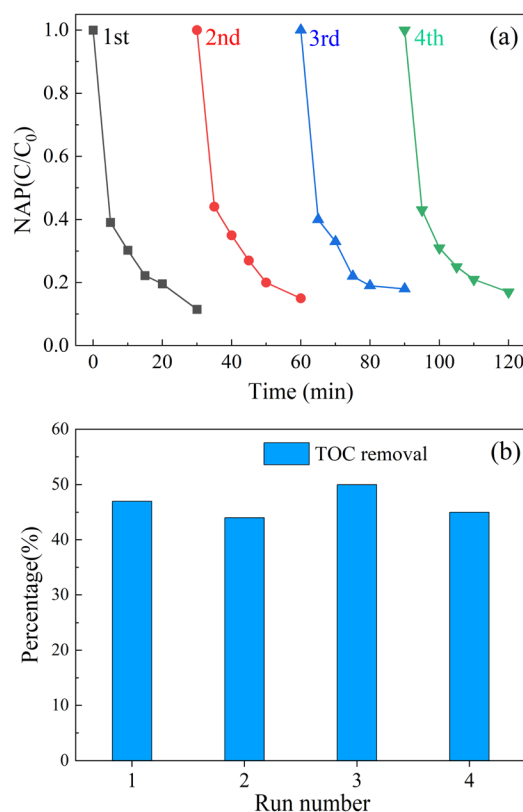 (a)
1st
2nd
3rd
4th
NAP(C/C₀)
1.0
0.8
0.6
0.4
0.2
0.0
0 20 40 60 80 100 120
Time (min)
(b)
TOC removal
Percentage(%)
60
50
40
30
20
10
0
1 2 3 4
Run number